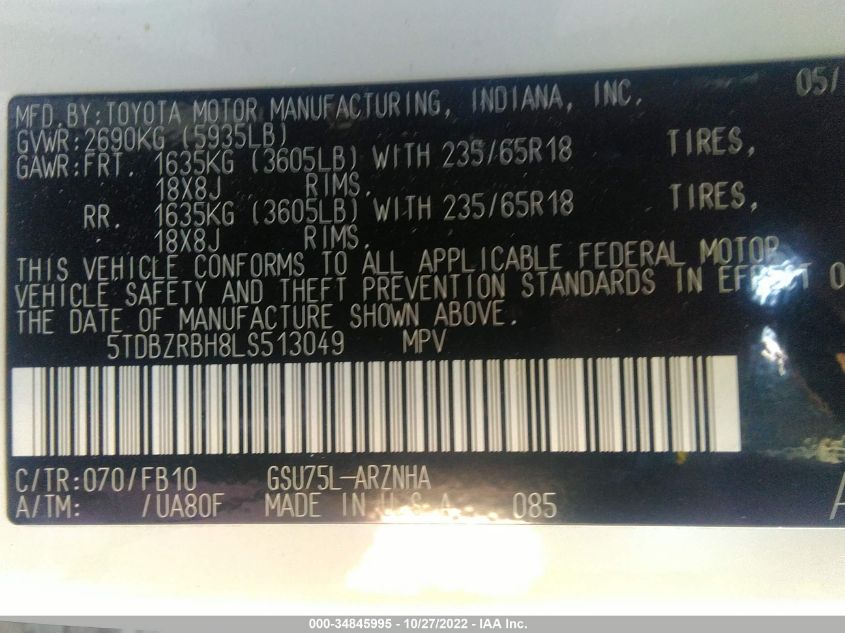 MFD.BY:TOYOTA MOTOR MANUFACTURING, INDIANA, INC. 05/
GVWR:2690KG (5935LB)
GAWR:FRT. 1635KG (3605LB) WITH 235/65R18 TIRES,
18X8J RIMS.
RR. 1635KG (3605LB) WITH 235/65R18 TIRES,
18X8J RIMS.
THIS VEHICLE CONFORMS TO ALL APPLICABLE FEDERAL MOTOR
VEHICLE SAFETY AND THEFT PREVENTION STANDARDS IN EFFECT O
THE DATE OF MANUFACTURE SHOWN ABOVE.
5TDBZRBH8LS513049 MPV
C/TR:070/FB10 GSU75L-ARZNHA
A/TM: /UA80F MADE IN U.S.A. 085 A
000-34845995 - 10/27/2022 - IAA Inc.